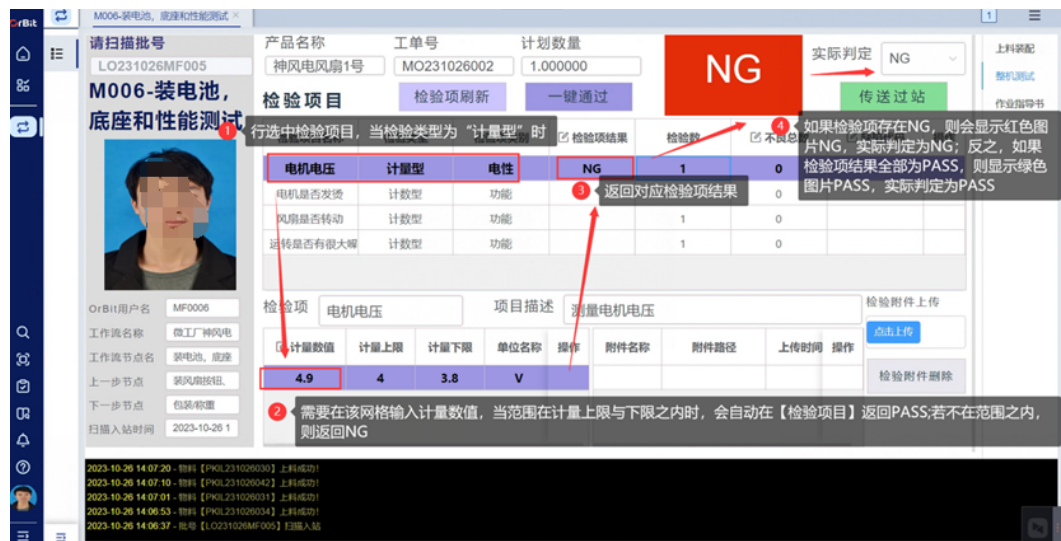 OrBit
M006-装电池，底座和性能测试 ×
1
请扫描批号
LO231026MF005
M006-装电池，
底座和性能测试
产品名称
工单号
计划数量
神风电风扇1号
MO231026002
1.000000
检验项目
检验项刷新
一键通过
NG
实际判定
NG
传送过站
上料装配
整机测试
作业指导书
1 行选中检验项目，当检验类型为“计量型”时
检验项结果
检验数
不良总数
4 如果检验项存在NG，则会显示红色图
片NG，实际判定为NG；反之，如果
检验项结果全部为PASS，则显示绿色
图片PASS，实际判定为PASS
电机电压 计量型 电性 NG 1 0
电机是否发烫 计数型 功能 0
3 返回对应检验项结果
风扇是否转动 计数型 功能 1 0
运转是否有很大噪 计数型 功能 1 0
检验项
电机电压
项目描述
测量电机电压
检验附件上传
点击上传
检验附件删除
计量数值 计量上限 计量下限 单位名称 操作 附件名称 附件路径 上传时间 操作
4.9 4 3.8 V
2 需要在该网格输入计量数值，当范围在计量上限与下限之内时，会自动在【检验项目】返回PASS;若不在范围之内，
则返回NG
OrBit用户名 MF0006
工作流名称 微工厂神风电
工作流节点名 装电池，底座
上一步节点 装风扇按钮、
下一步节点 包装/称重
扫描入站时间 2023-10-26 1
2023-10-26 14:07:20 - 物料【PKIL231026030】上料成功!
2023-10-26 14:07:10 - 物料【PKIL231026042】上料成功!
2023-10-26 14:07:01 - 物料【PKIL231026031】上料成功!
2023-10-26 14:06:53 - 物料【PKIL231026034】上料成功!
2023-10-26 14:06:37 - 批号【LO231026MF005】扫描入站